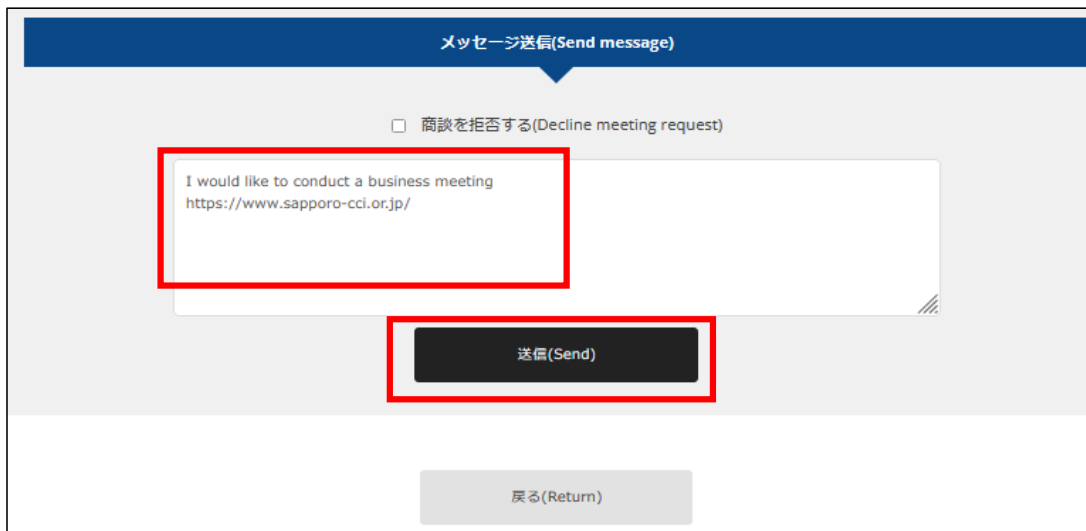 メッセージ送信(Send message)
商談を拒否する(Decline meeting request)
I would like to conduct a business meeting
https://www.sapporo-cci.or.jp/
送信(Send)
戻る(Return)